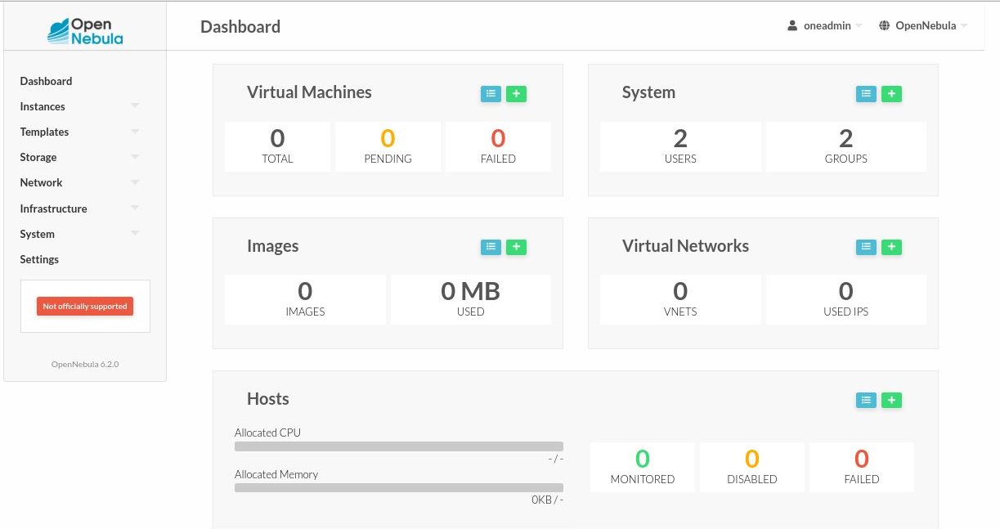 Open
Nebula
Dashboard
oneadmin
OpenNebula
Dashboard
Instances
Templates
Storage
Network
Infrastructure
System
Settings
Not officially supported
OpenNebula 6.2.0
Virtual Machines
0
TOTAL
0
PENDING
0
FAILED
System
2
USERS
2
GROUPS
Images
0
IMAGES
0 MB
USED
Virtual Networks
0
VNETS
0
USED IPS
Hosts
Allocated CPU
- / -
Allocated Memory
0KB / -
0
MONITORED
0
DISABLED
0
FAILED